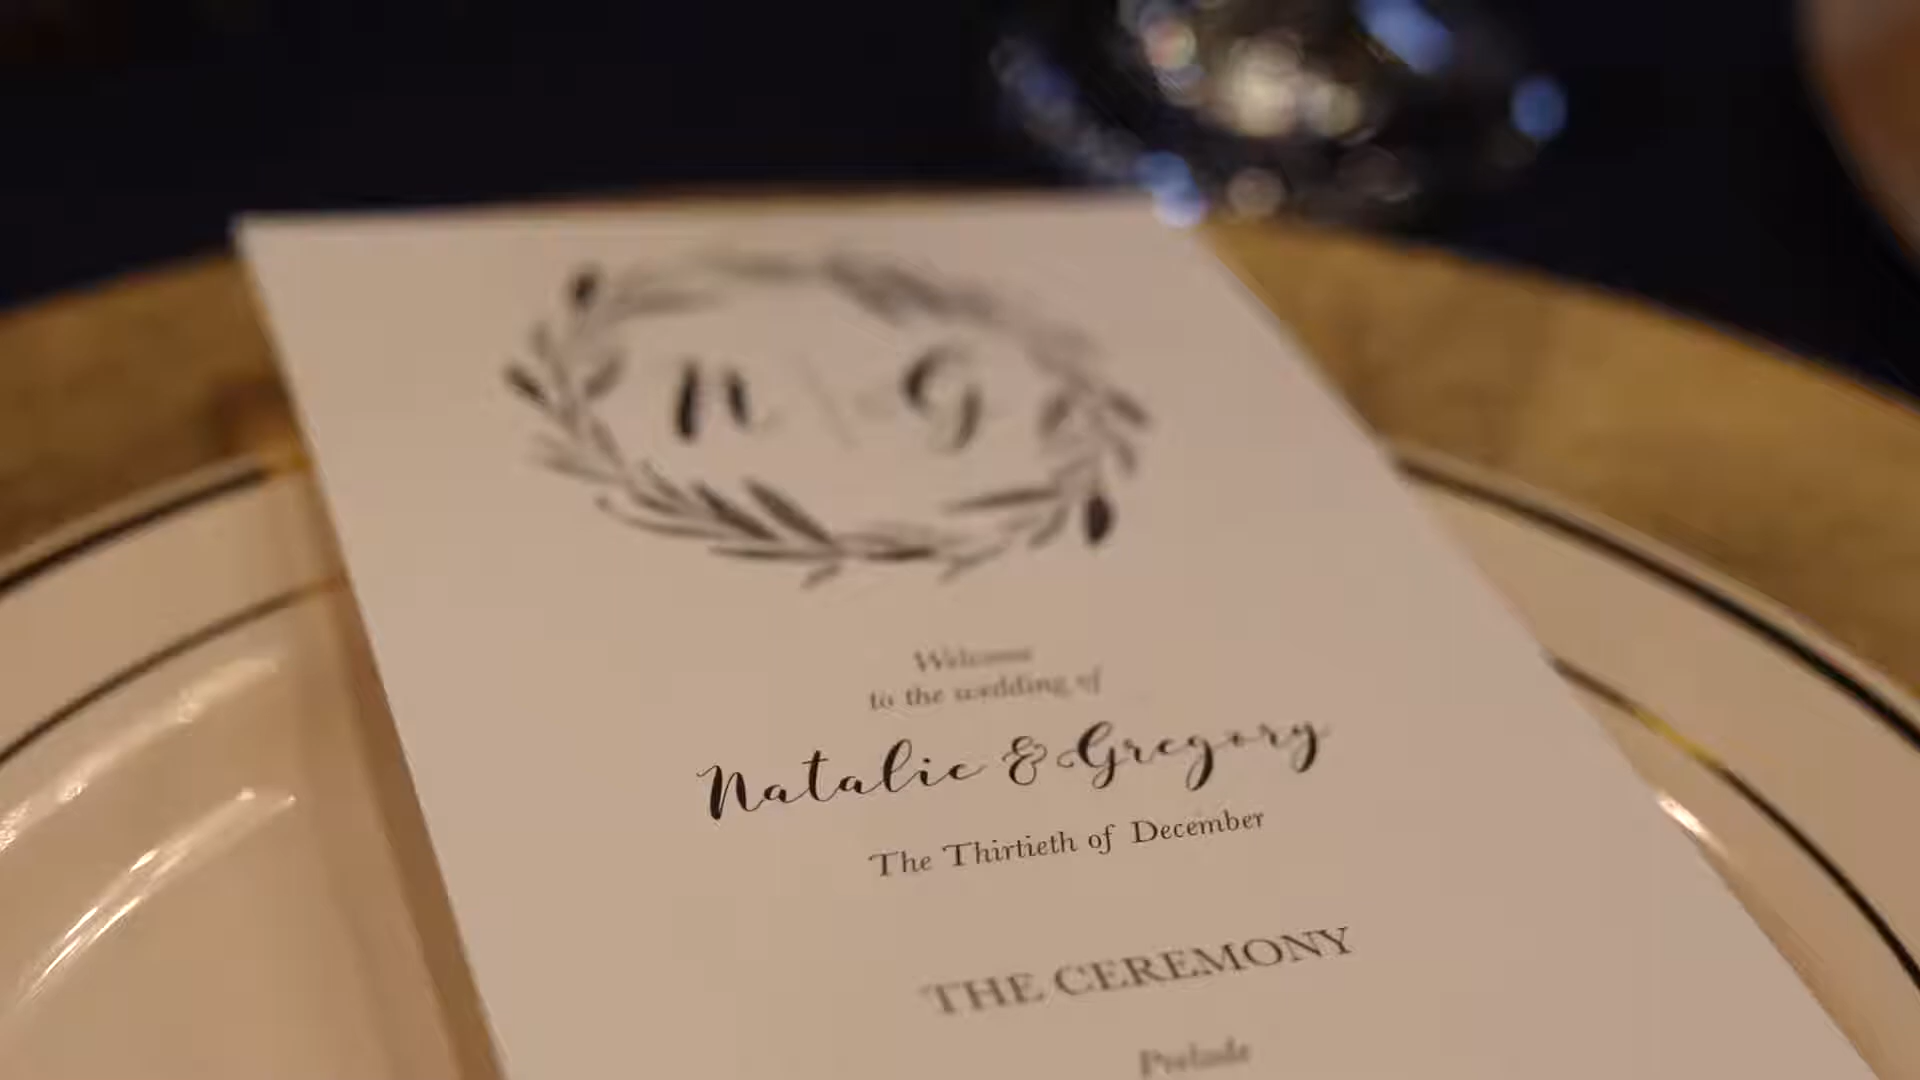 n | G
Welcome
to the wedding of
Natalie & Gregory
The Thirtieth of December
THE CEREMONY
Prelude